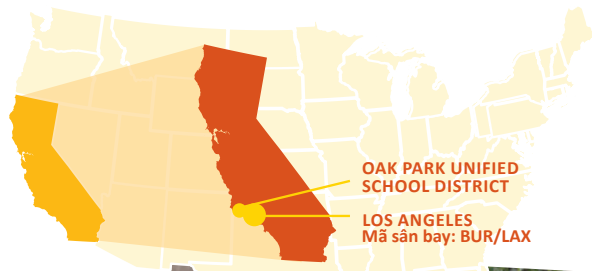 OAK PARK UNIFIED
SCHOOL DISTRICT
LOS ANGELES
Mã sân bay: BUR/LAX